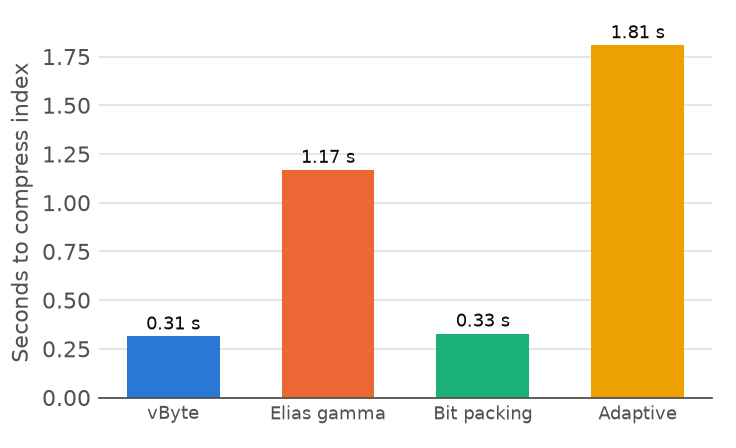 Seconds to compress index
1.75
1.50
1.25
1.00
0.75
0.50
0.25
0.00
0.31 s
1.17 s
0.33 s
1.81 s
vByte
Elias gamma
Bit packing
Adaptive